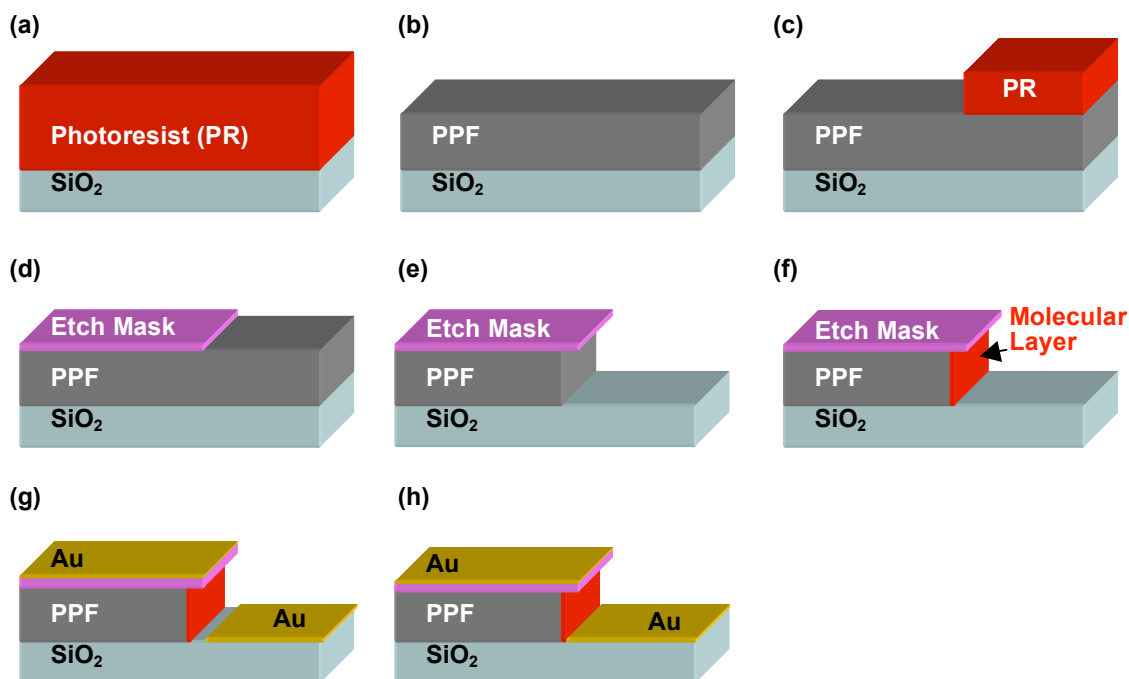 (a)
Photoresist (PR)
SiO₂
(b)
PPF
SiO₂
(c)
PR
PPF
SiO₂
(d)
Etch Mask
PPF
SiO₂
(e)
Etch Mask
PPF
SiO₂
(f)
Etch Mask
Molecular
Layer
PPF
SiO₂
(g)
Au
PPF
Au
SiO₂
(h)
Au
PPF
Au
SiO₂